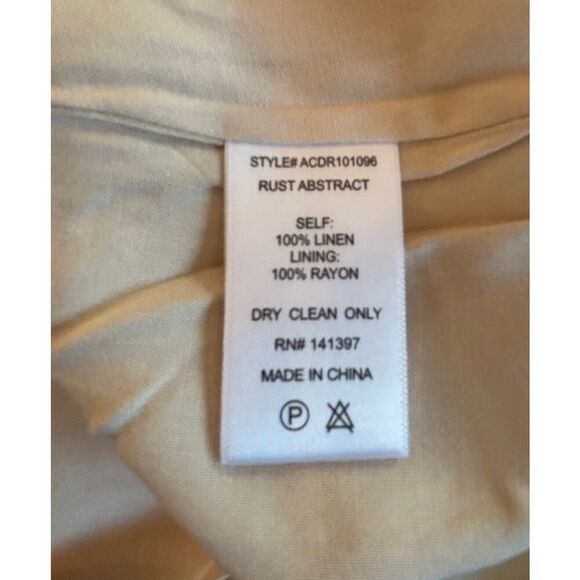 STYLE# ACDR101096
RUST ABSTRACT
SELF:
100% LINEN
LINING:
100% RAYON
DRY CLEAN ONLY
RN# 141397
MADE IN CHINA
P